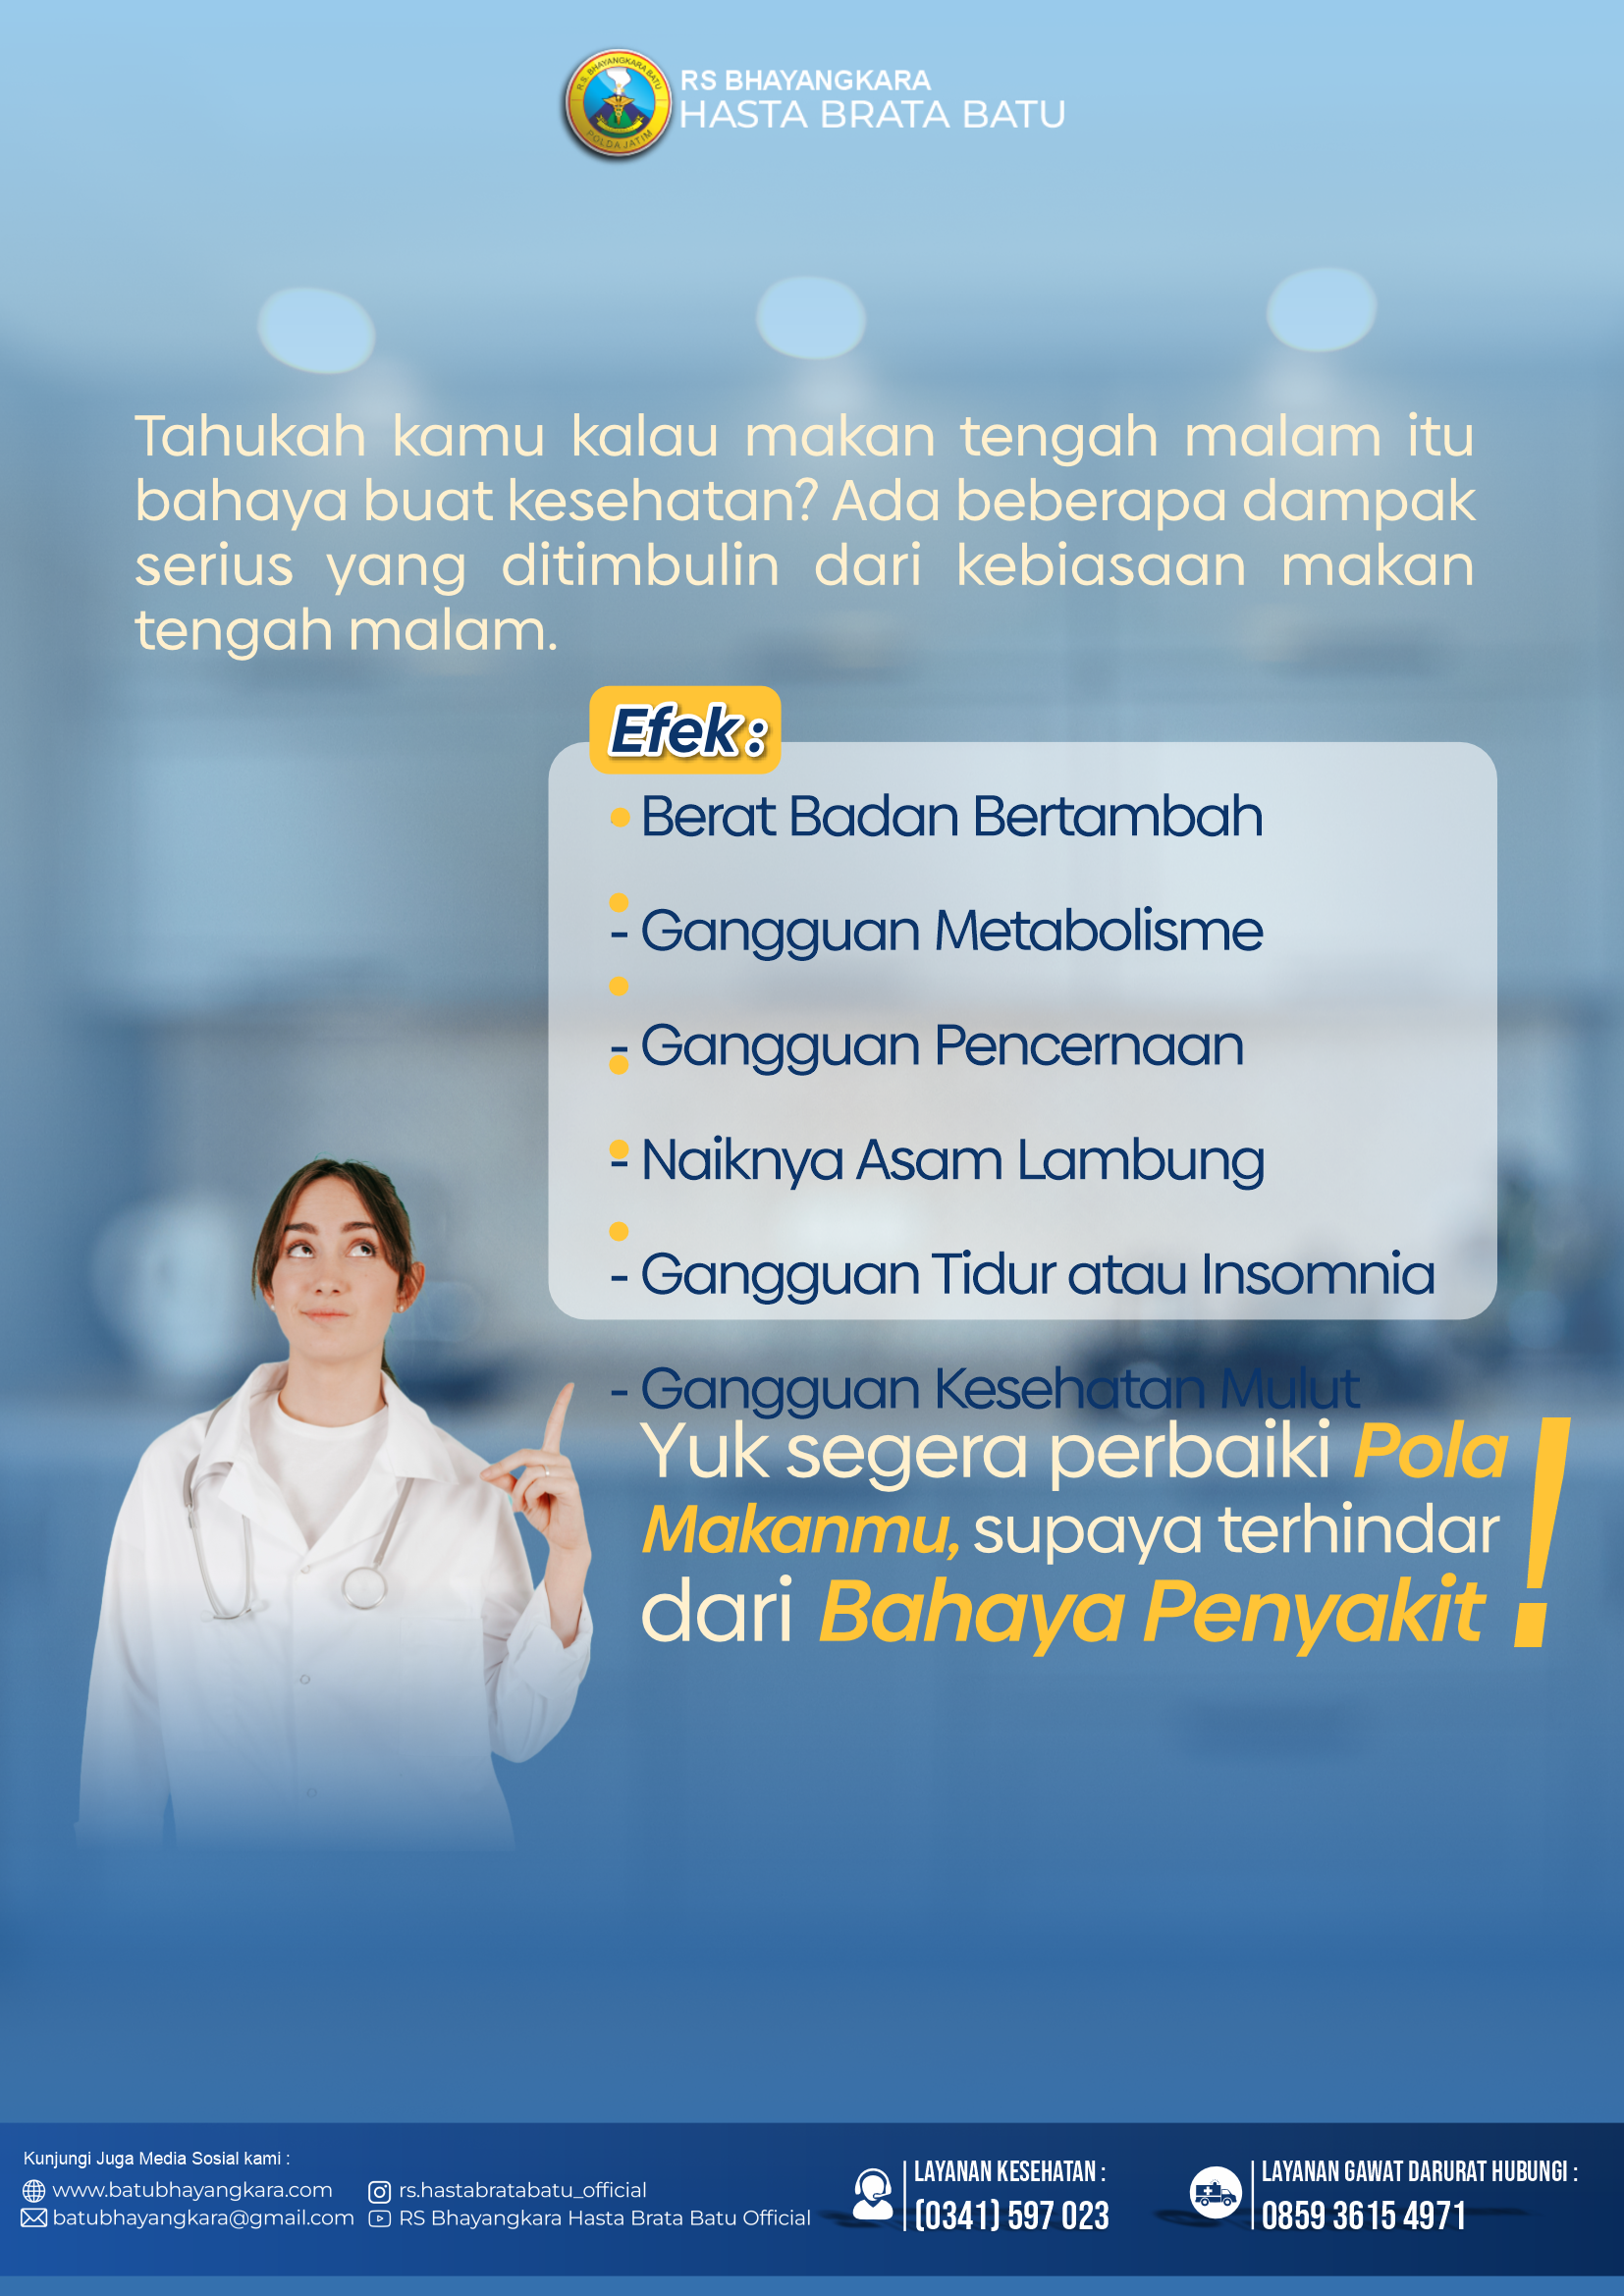 R.S. BHAYANGKARA BATU
POLDA JATIM
RS BHAYANGKARA
HASTA BRATA BATU
Tahukah kamu kalau makan tengah malam itu
bahaya buat kesehatan? Ada beberapa dampak
serius yang ditimbulin dari kebiasaan makan
tengah malam.
Efek :
• Berat Badan Bertambah
- Gangguan Metabolisme
- Gangguan Pencernaan
- Naiknya Asam Lambung
- Gangguan Tidur atau Insomnia
- Gangguan Kesehatan Mulut
Yuk segera perbaiki Pola
Makanmu, supaya terhindar
dari Bahaya Penyakit !
Kunjungi Juga Media Sosial kami :
www.batubhayangkara.com
batubhayangkara@gmail.com
rs.hastabratabatu_official
RS Bhayangkara Hasta Brata Batu Official
LAYANAN KESEHATAN :
(0341) 597 023
LAYANAN GAWAT DARURAT HUBUNGI :
0859 3615 4971